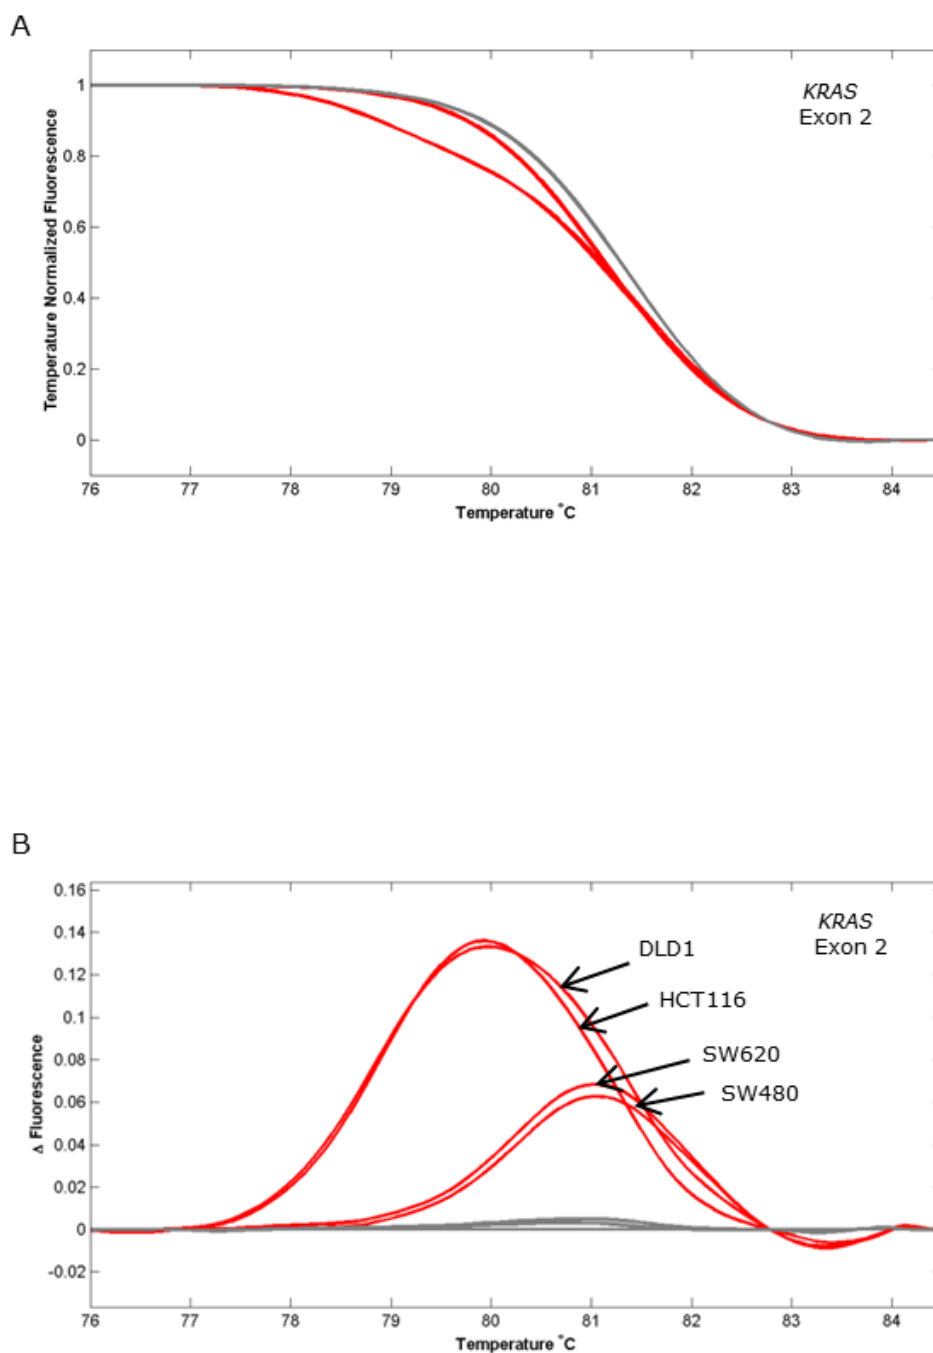 A
KRAS
Exon 2
Temperature Normalized Fluorescence
1
0.8
0.6
0.4
0.2
0
76 77 78 79 80 81 82 83 84
Temperature °C
B
KRAS
Exon 2
DLD1
HCT116
SW620
SW480
Δ Fluorescence
0.16
0.14
0.12
0.1
0.08
0.06
0.04
0.02
0
-0.02
76 77 78 79 80 81 82 83 84
Temperature °C